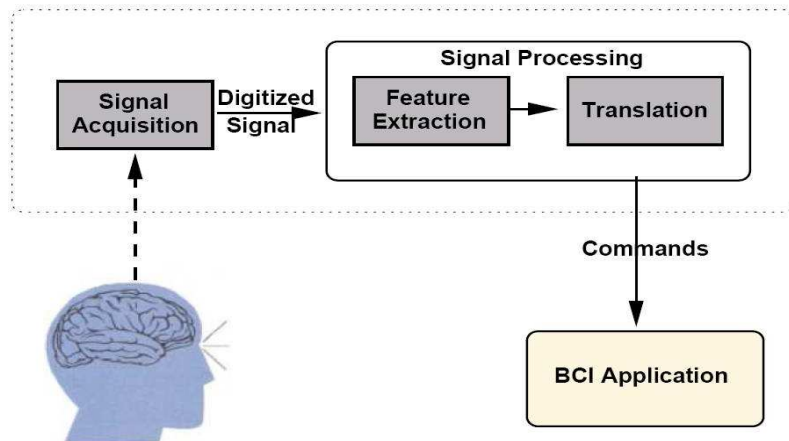 Signal Processing
Signal
Acquisition
Digitized
Signal
Feature
Extraction
Translation
Commands
BCI Application